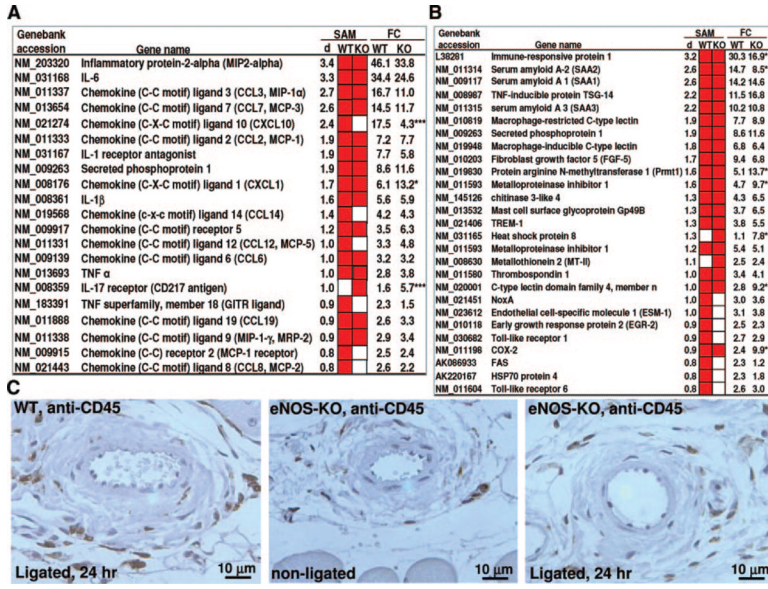 A
Genebank accession Gene name SAM FC
d WT KO WT KO
NM_203320 Inflammatory protein-2-alpha (MIP2-alpha) 3.4 46.1 33.8
NM_031168 IL-6 3.3 34.4 24.6
NM_011337 Chemokine (C-C motif) ligand 3 (CCL3, MIP-1α) 2.7 16.7 11.0
NM_013654 Chemokine (C-C motif) ligand 7 (CCL7, MCP-3) 2.6 14.5 11.7
NM_021274 Chemokine (C-X-C motif) ligand 10 (CXCL10) 2.4 17.5 4.3***
NM_011333 Chemokine (C-C motif) ligand 2 (CCL2, MCP-1) 1.9 7.2 7.7
NM_031167 IL-1 receptor antagonist 1.9 7.7 5.8
NM_009263 Secreted phosphoprotein 1 1.9 8.6 11.6
NM_008176 Chemokine (C-X-C motif) ligand 1 (CXCL1) 1.7 6.1 13.2*
NM_008361 IL-1β 1.6 5.6 5.9
NM_019568 Chemokine (c-x-c motif) ligand 14 (CCL14) 1.4 4.2 4.3
NM_009917 Chemokine (C-C motif) receptor 5 1.2 3.5 6.3
NM_011331 Chemokine (C-C motif) ligand 12 (CCL12, MCP-5) 1.0 3.3 4.8
NM_009139 Chemokine (C-C motif) ligand 6 (CCL6) 1.0 3.2 3.2
NM_013693 TNF α 1.0 2.8 3.8
NM_008359 IL-17 receptor (CD217 antigen) 1.0 1.6 5.7***
NM_183391 TNF superfamily, member 18 (GITR ligand) 0.9 2.3 1.5
NM_011888 Chemokine (C-C motif) ligand 19 (CCL19) 0.9 2.6 3.3
NM_011338 Chemokine (C-C motif) ligand 9 (MIP-1-γ, MRP-2) 0.9 2.9 3.4
NM_009915 Chemokine (C-C) receptor 2 (MCP-1 receptor) 0.8 2.5 2.4
NM_021443 Chemokine (C-C motif) ligand 8 (CCL8, MCP-2) 0.8 2.6 2.2
B
Genebank accession Gene name SAM FC
d WT KO WT KO
L38281 Immune-responsive protein 1 3.2 30.3 16.9*
NM_011314 Serum amyloid A-2 (SAA2) 2.6 14.7 8.5*
NM_009117 Serum amyloid A 1 (SAA1) 2.6 14.2 14.6
NM_008987 TNF-inducible protein TSG-14 2.2 11.5 16.8
NM_011315 serum amyloid A 3 (SAA3) 2.2 10.2 10.8
NM_010819 Macrophage-restricted C-type lectin 1.9 7.7 8.9
NM_009263 Secreted phosphoprotein 1 1.9 8.6 11.6
NM_019948 Macrophage-inducible C-type lectin 1.8 6.8 6.4
NM_010203 Fibroblast growth factor 5 (FGF-5) 1.7 9.4 6.8
NM_019830 Protein arginine N-methyltransferase 1 (Prmt1) 1.6 5.1 13.7*
NM_011593 Metalloproteinase inhibitor 1 1.6 4.7 9.7*
NM_145126 chitinase 3-like 4 1.3 4.3 6.5
NM_013532 Mast cell surface glycoprotein Gp49B 1.3 3.7 6.5
NM_021406 TREM-1 1.3 3.8 5.5
NM_031165 Heat shock protein 8 1.3 1.1 7.8*
NM_011593 Metalloproteinase inhibitor 1 1.2 5.4 5.1
NM_008630 Metallothionein 2 (MT-II) 1.1 2.5 2.4
NM_011580 Thrombospondin 1 1.0 3.4 4.1
NM_020001 C-type lectin domain family 4, member n 1.0 2.8 9.2*
NM_021451 NoxA 1.0 3.0 3.6
NM_023612 Endothelial cell-specific molecule 1 (ESM-1) 1.0 3.1 3.8
NM_010118 Early growth response protein 2 (EGR-2) 0.9 2.5 2.3
NM_030682 Toll-like receptor 1 0.9 2.7 2.9
NM_011198 COX-2 0.9 2.4 9.9*
AK086933 FAS 0.8 2.3 1.2
AK220167 HSP70 protein 4 0.8 2.3 1.8
NM_011604 Toll-like receptor 6 0.8 2.6 3.0
C
WT, anti-CD45
Ligated, 24 hr
10 μm
eNOS-KO, anti-CD45
non-ligated
10 μm
eNOS-KO, anti-CD45
Ligated, 24 hr
10 μm